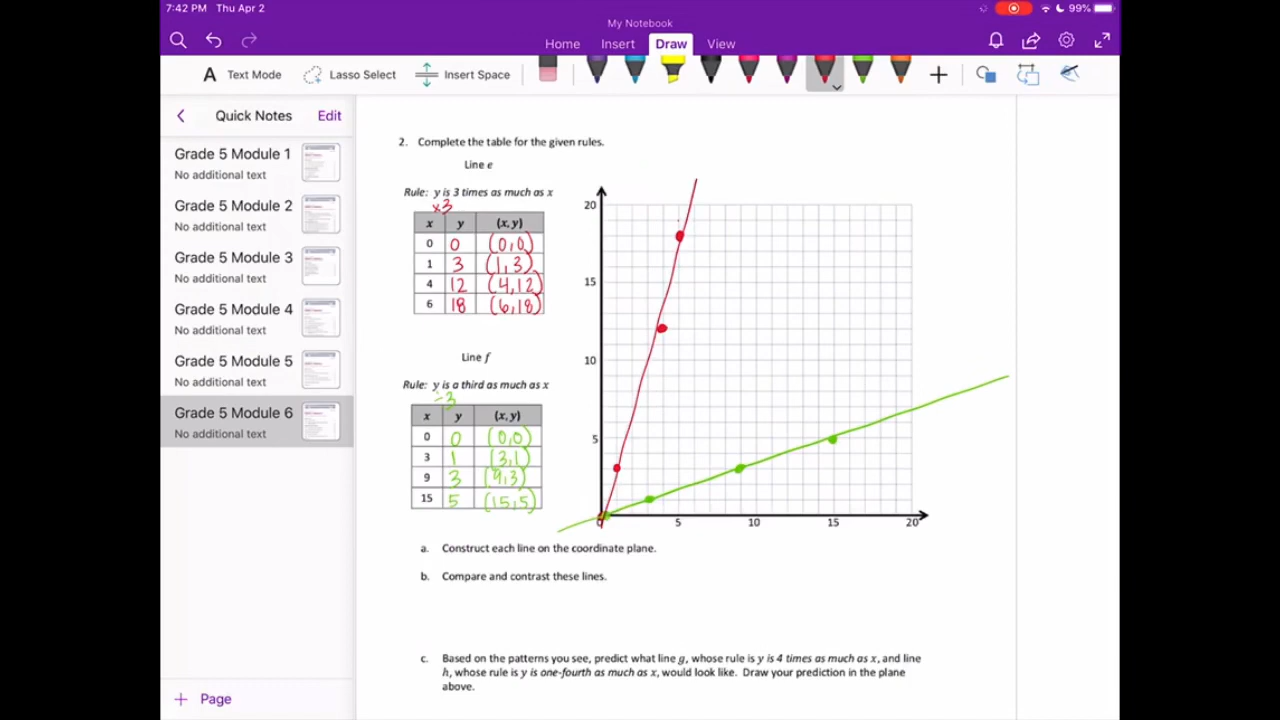 7:42 PM Thu Apr 2
99%
My Notebook
Home Insert Draw View
A Text Mode Lasso Select Insert Space
Quick Notes Edit
Grade 5 Module 1
No additional text
Grade 5 Module 2
No additional text
Grade 5 Module 3
No additional text
Grade 5 Module 4
No additional text
Grade 5 Module 5
No additional text
Grade 5 Module 6
No additional text
+ Page
2. Complete the table for the given rules.
Line e
Rule: y is 3 times as much as x
×3
x y (x, y)
0 0 (0,0)
1 3 (1,3)
4 12 (4,12)
6 18 (6,18)
Line f
Rule: y is a third as much as x
÷3
x y (x, y)
0 0 (0,0)
3 1 (3,1)
9 3 (9,3)
15 5 (15,5)
20
15
10
5
0 5 10 15 20
a. Construct each line on the coordinate plane.
b. Compare and contrast these lines.
c. Based on the patterns you see, predict what line g, whose rule is y is 4 times as much as x, and line
h, whose rule is y is one-fourth as much as x, would look like. Draw your prediction in the plane
above.